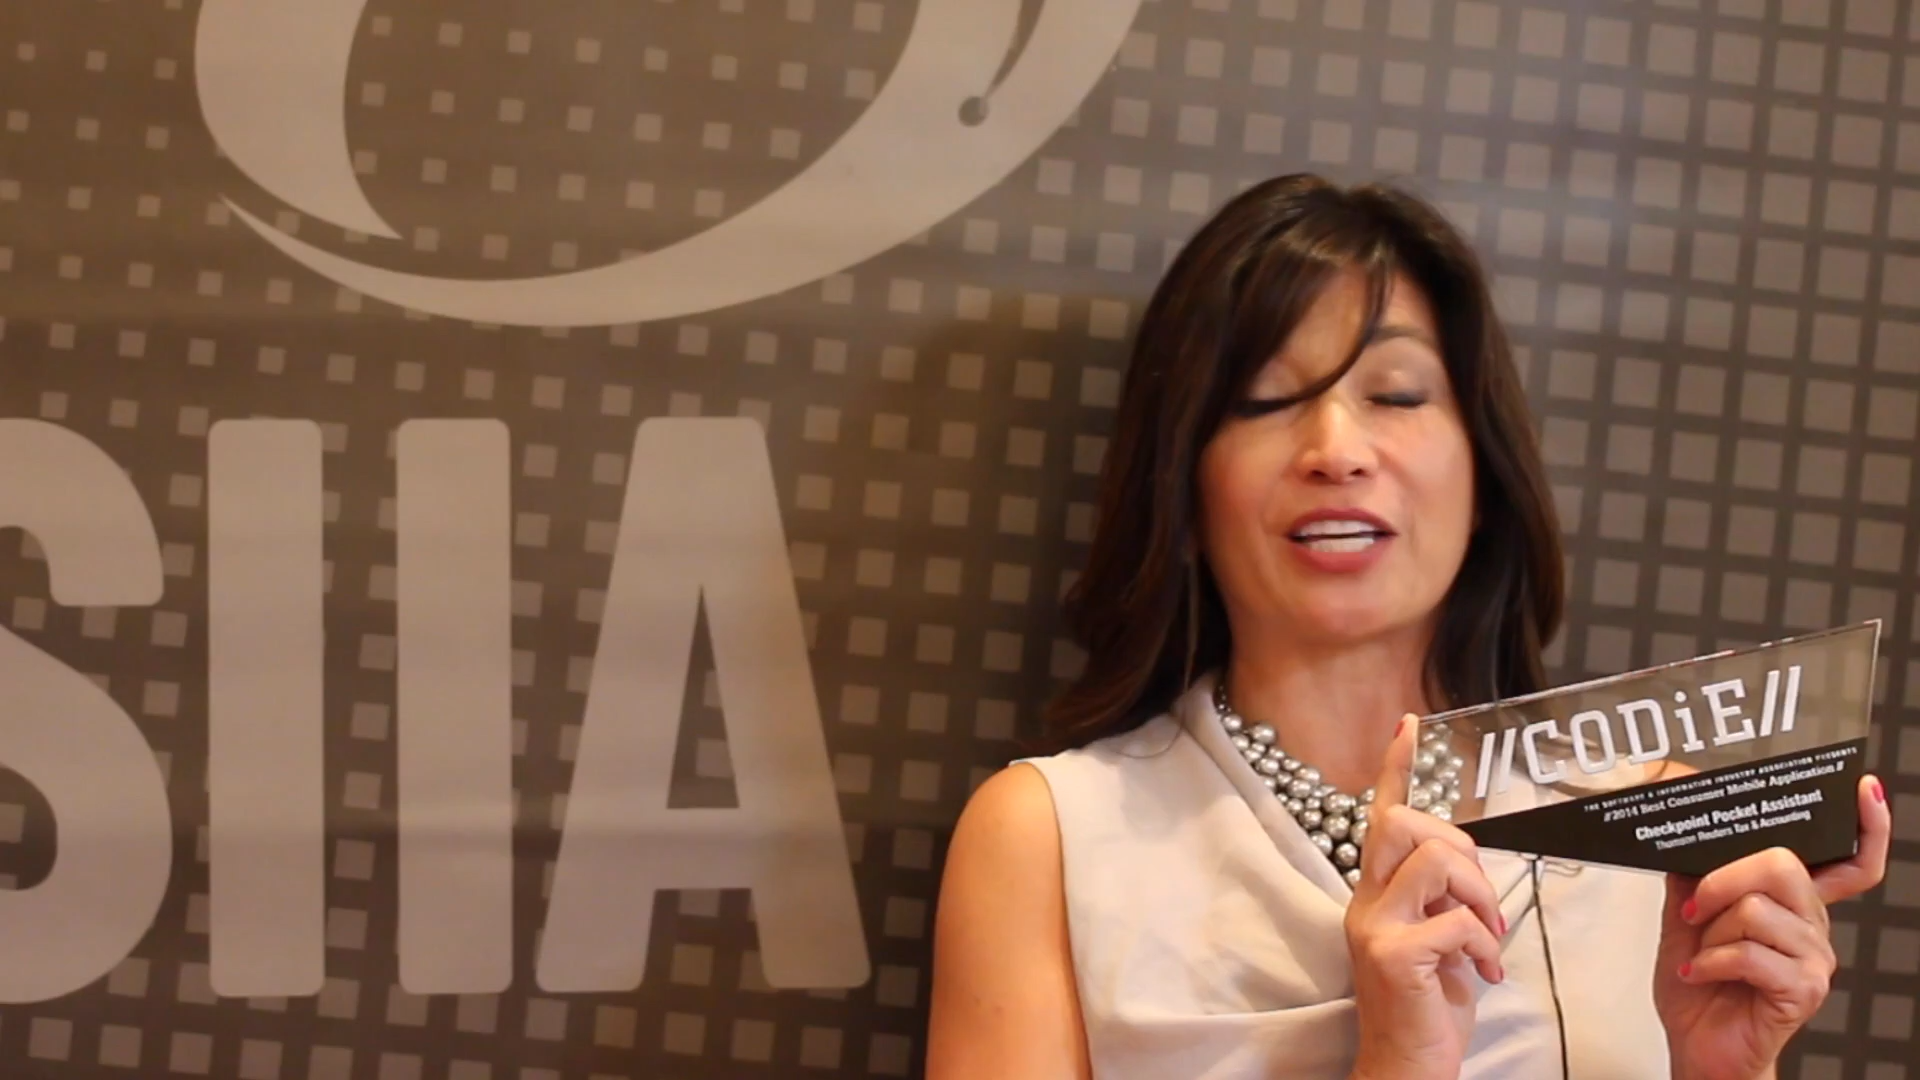 SIIA
//CODiE//
THE SOFTWARE & INFORMATION INDUSTRY ASSOCIATION PRESENTS
//2014 Best Consumer Mobile Application//
Checkpoint Pocket Assistant
Thomson Reuters Tax & Accounting